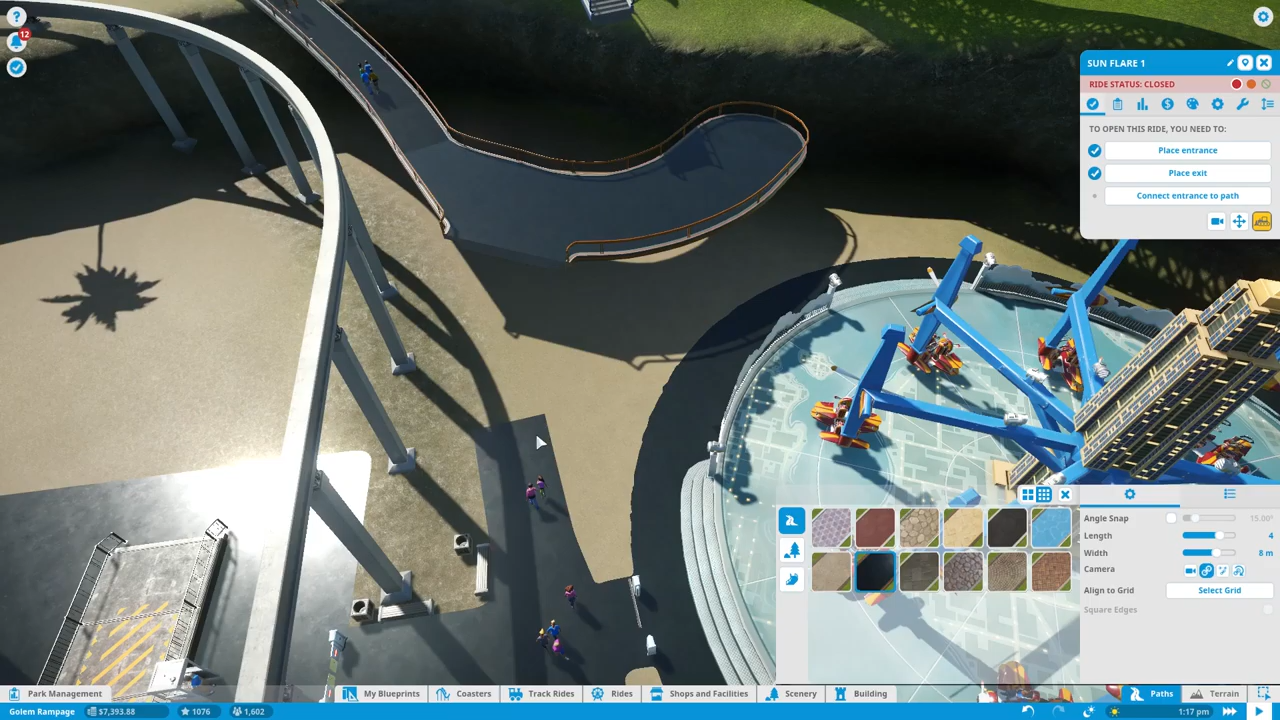 ?
12
SUN FLARE 1
RIDE STATUS: CLOSED
TO OPEN THIS RIDE, YOU NEED TO:
Place entrance
Place exit
Connect entrance to path
Angle Snap 15.00°
Length 4
Width 8 m
Camera
Align to Grid Select Grid
Square Edges
Park Management
My Blueprints
Coasters
Track Rides
Rides
Shops and Facilities
Scenery
Building
Paths
Terrain
Golem Rampage
$7,393.88
1076
1,602
1:17 pm